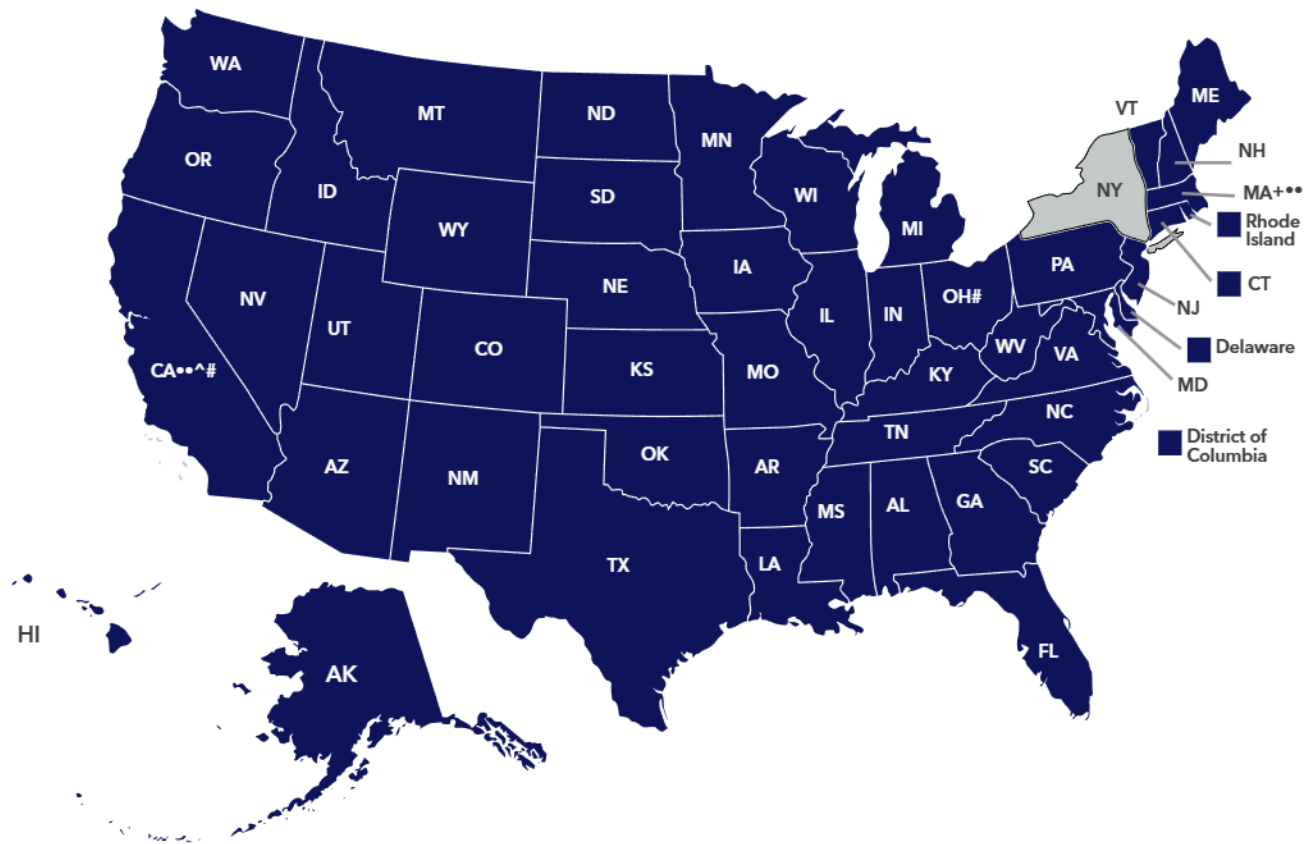 WA
MT
ND
MN
VT
ME
OR
ID
SD
WI
MI
NY
NH
MA+••
WY
Rhode
Island
IA
PA
CT
NV
NE
IL
IN
OH#
NJ
UT
CO
WV
VA
Delaware
CA••^#
KS
MO
KY
MD
NC
TN
District of
Columbia
AZ
NM
OK
AR
SC
MS
AL
GA
TX
LA
HI
AK
FL